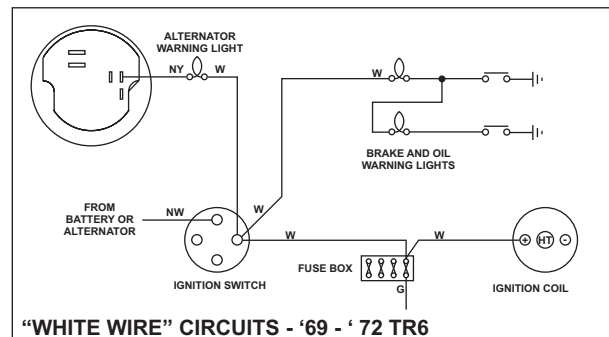 ALTERNATOR
WARNING LIGHT
NY
W
W
BRAKE AND OIL
WARNING LIGHTS
FROM
BATTERY OR
ALTERNATOR
NW
W
W
W
FUSE BOX
HT
IGNITION SWITCH
G
IGNITION COIL
“WHITE WIRE” CIRCUITS - ‘69 - ‘ 72 TR6